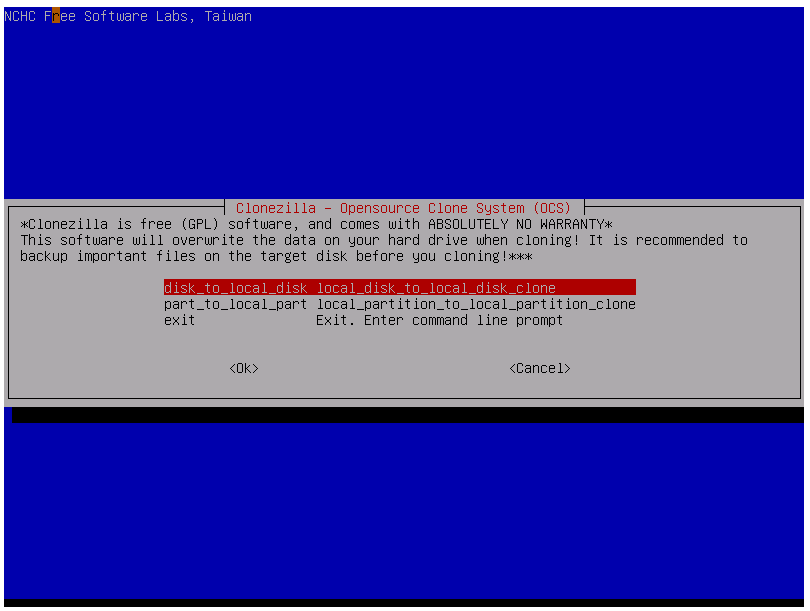 NCHC Free Software Labs, Taiwan
Clonezilla - Opensource Clone System (OCS)
*Clonezilla is free (GPL) software, and comes with ABSOLUTELY NO WARRANTY*
This software will overwrite the data on your hard drive when cloning! It is recommended to
backup important files on the target disk before you cloning!***
disk_to_local_disk local_disk_to_local_disk_clone
part_to_local_part local_partition_to_local_partition_clone
exit Exit. Enter command line prompt
<Ok> <Cancel>